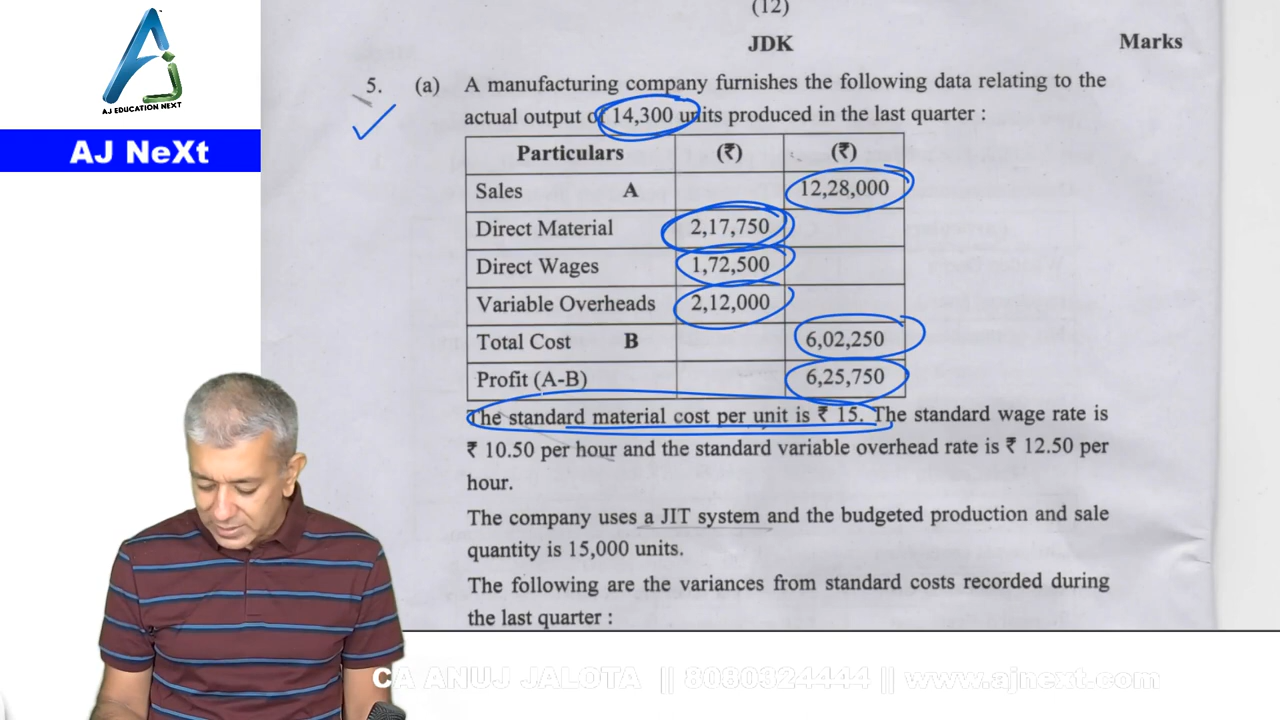 (12)
JDK Marks
5. (a) A manufacturing company furnishes the following data relating to the
actual output of 14,300 units produced in the last quarter :
Particulars (₹) (₹)
Sales A 12,28,000
Direct Material 2,17,750
Direct Wages 1,72,500
Variable Overheads 2,12,000
Total Cost B 6,02,250
Profit (A-B) 6,25,750
The standard material cost per unit is ₹ 15. The standard wage rate is
₹ 10.50 per hour and the standard variable overhead rate is ₹ 12.50 per
hour.
The company uses a JIT system and the budgeted production and sale
quantity is 15,000 units.
The following are the variances from standard costs recorded during
the last quarter :
AJ EDUCATION NEXT
AJ NeXt
CA ANUJ JALOTA || 8080924444 || www.ajnext.com